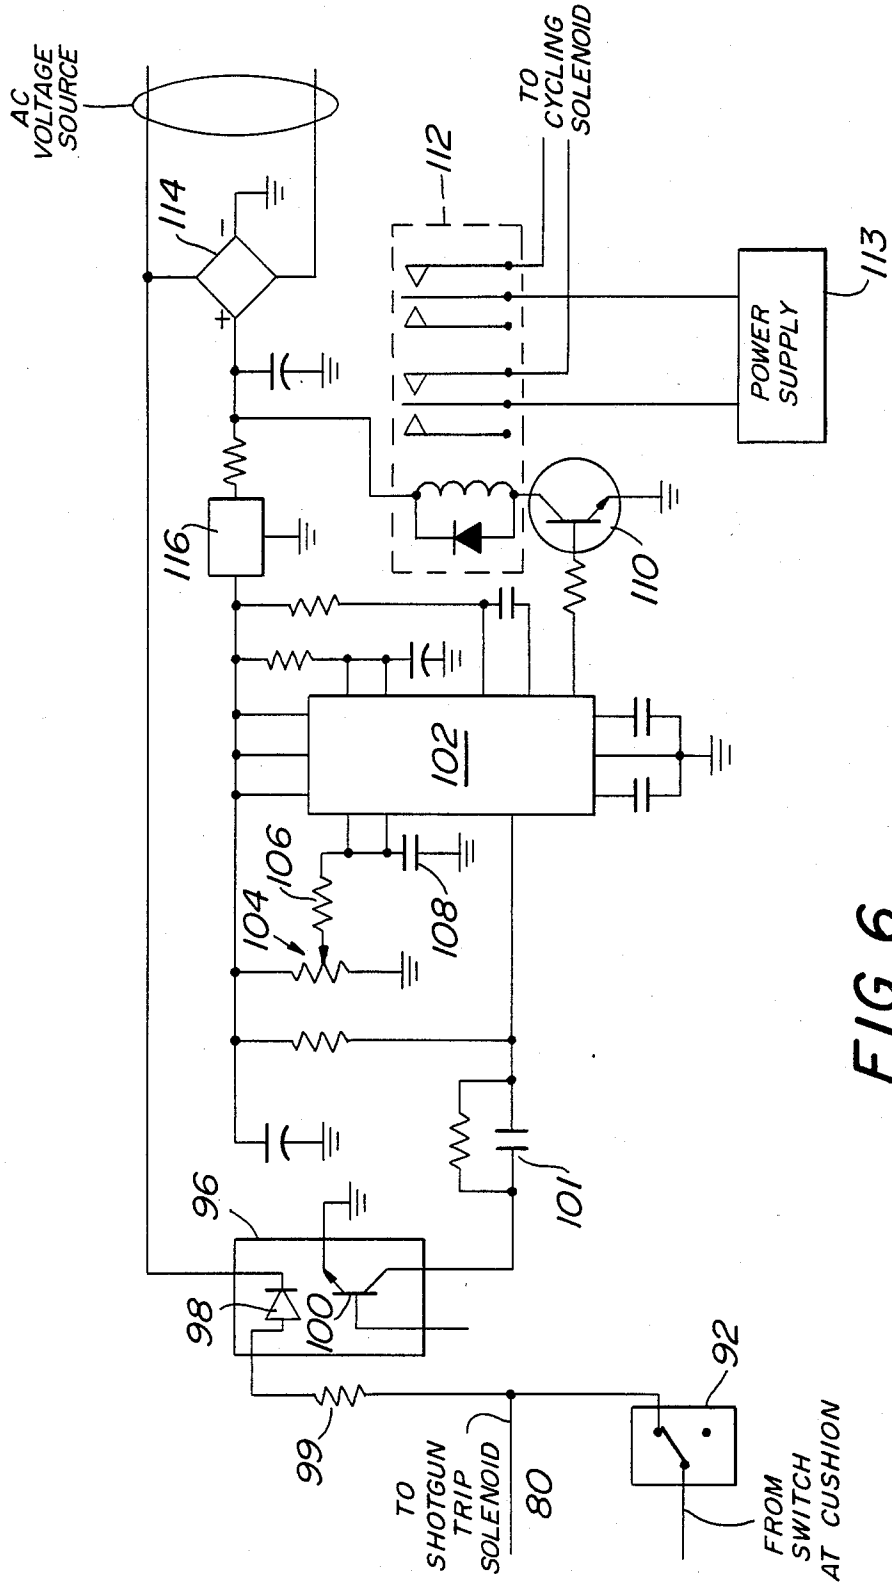 AC
VOLTAGE
SOURCE
114
+
−
116
112
TO
CYCLING
SOLENOID
POWER
SUPPLY
113
110
102
104
106
108
101
96
98
100
99
92
TO
SHOTGUN
TRIP
SOLENOID
80
FROM
SWITCH
AT CUSHION
FIG 6